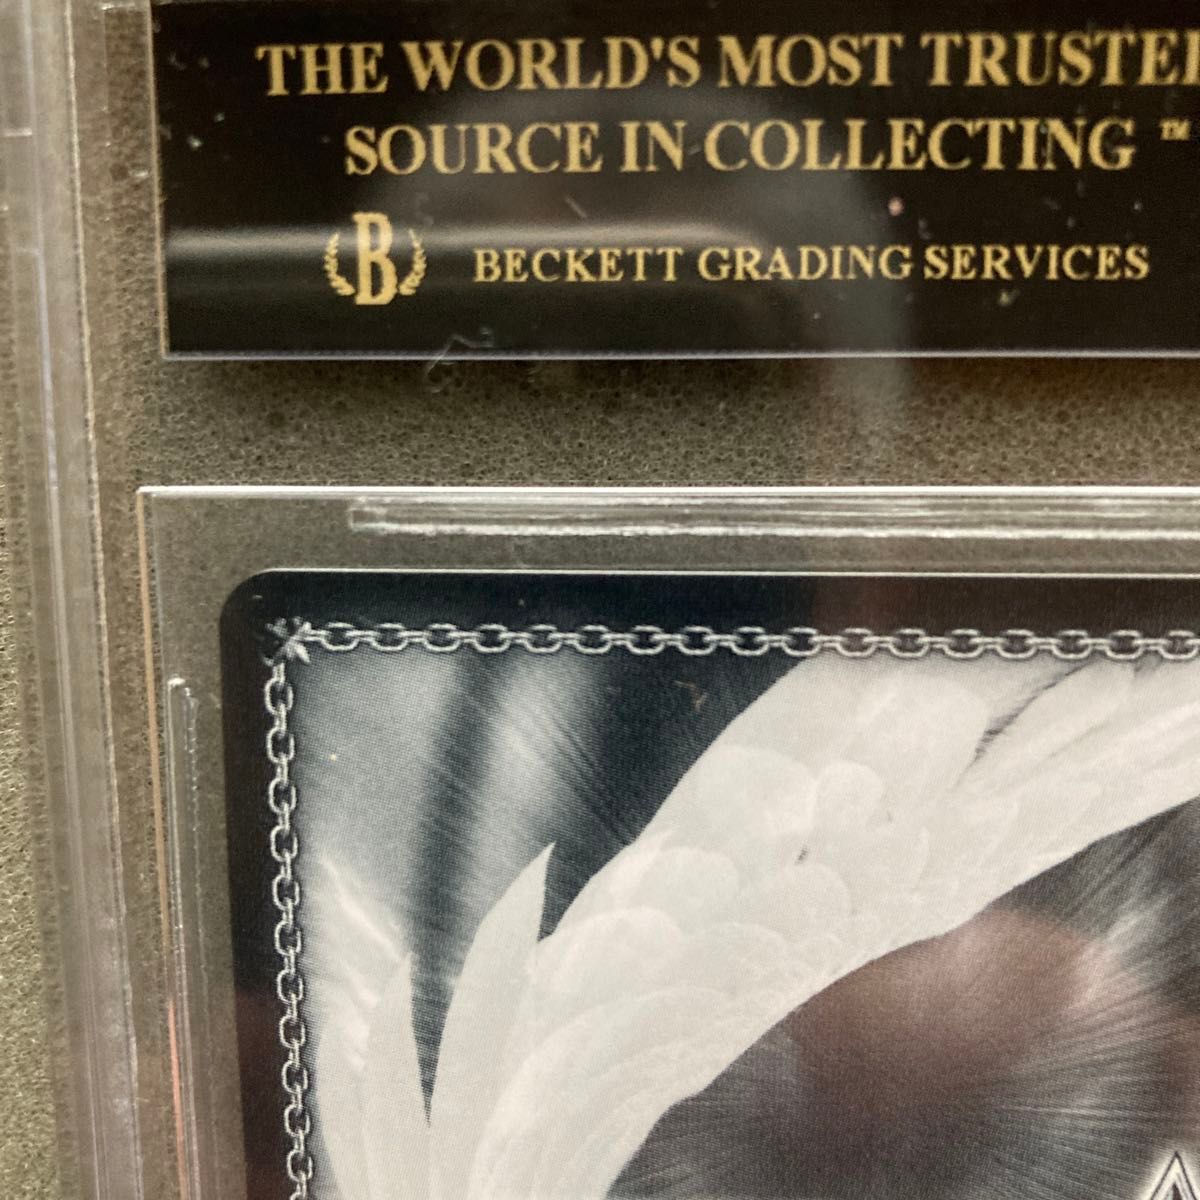 THE WORLD'S MOST TRUSTE
SOURCE IN COLLECTING ™
B BECKETT GRADING SERVICES